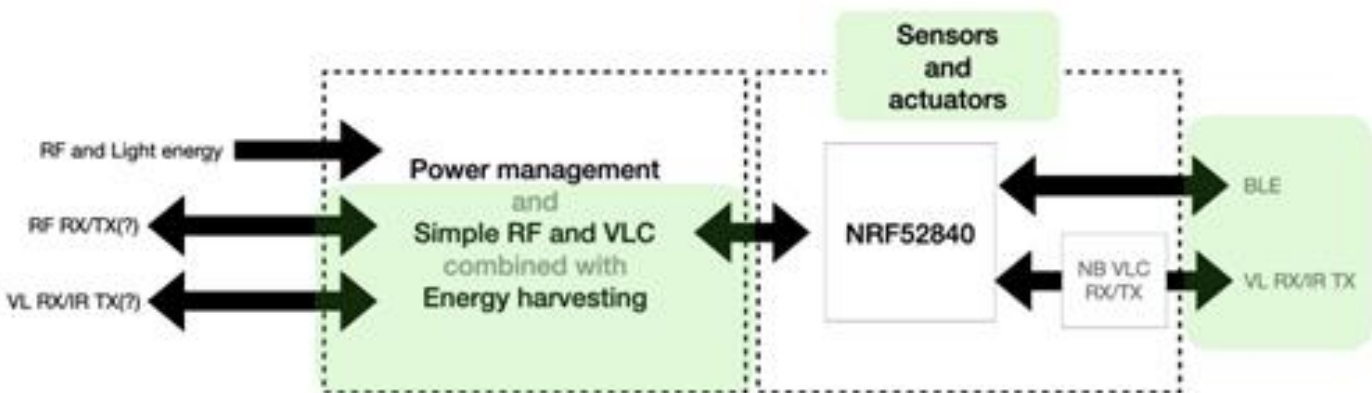 Sensors
and
actuators
RF and Light energy
RF RX/TX(?)
VL RX/IR TX(?)
Power management
and
Simple RF and VLC
combined with
Energy harvesting
NRF52840
NB VLC
RX/TX
BLE
VL RX/IR TX